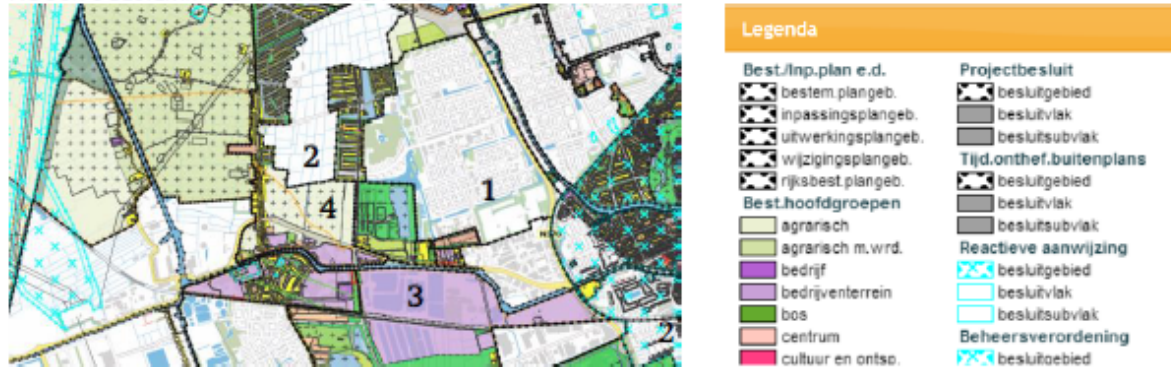 2
1
4
3
2
Legenda
Best./Inp.plan e.d.
bestem.plangeb.
inpassingsplangeb.
uitwerkingsplangeb.
wijzigingsplangeb.
rijksbest.plangeb.
Best.hoofdgroepen
agrarisch
agrarisch m.wrd.
bedrijf
bedrijventerrein
bos
centrum
cultuur en ontsp.
Projectbesluit
besluitgebied
besluitvlak
besluitsubvlak
Tijd.onthef.buitenplans
besluitgebied
besluitvlak
besluitsubvlak
Reactieve aanwijzing
besluitgebied
besluitvlak
besluitsubvlak
Beheersverordening
besluitgebied